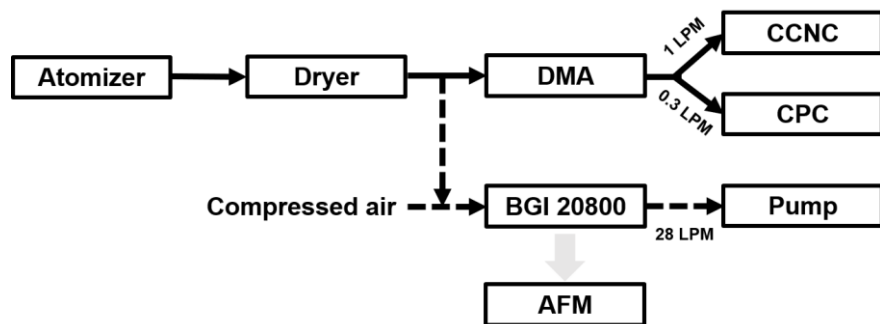 Atomizer
Dryer
DMA
1 LPM
CCNC
0.3 LPM
CPC
Compressed air
BGI 20800
28 LPM
Pump
AFM